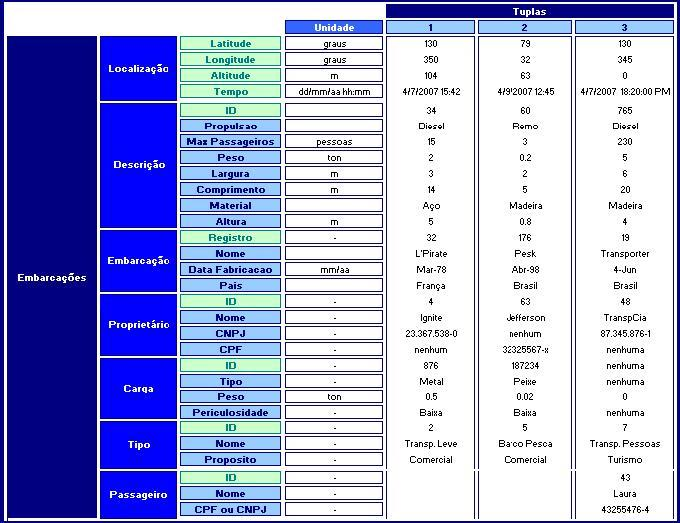 Tuplas
Unidade 1 2 3
Embarcações
Localização
Latitude graus 130 79 130
Longitude graus 350 32 345
Altitude m 104 63 0
Tempo dd/mm/aa hh:mm 4/7/2007 15:42 4/9/2007 12:45 4/7/2007 18:20:00 PM
Descrição
ID 34 60 765
Propulsao Diesel Remo Diesel
Max Passageiros pessoas 15 3 230
Peso ton 2 0.2 5
Largura m 3 2 6
Comprimento m 14 5 20
Material Aço Madeira Madeira
Altura m 5 0.8 4
Embarcação
Registro - 32 176 19
Nome - L'Pirate Pesk Transporter
Data Fabricacao mm/aa Mar-78 Abr-98 4-Jun
Pais - França Brasil Brasil
Proprietário
ID - 4 63 48
Nome - Ignite Jefferson TranspCia
CNPJ - 23.367.538-0 nenhum 87.345.876-1
CPF - nenhum 32325567-x nenhuma
Carga
ID - 876 187234 nenhuma
Tipo - Metal Peixe nenhuma
Peso ton 0.5 0.02 0
Periculosidade - Baixa Baixa nenhuma
Tipo
ID - 2 5 7
Nome - Transp. Leve Barco Pesca Transp. Pessoas
Proposito - Comercial Comercial Turismo
Passageiro
ID - 43
Nome - Laura
CPF ou CNPJ - 43255476-4